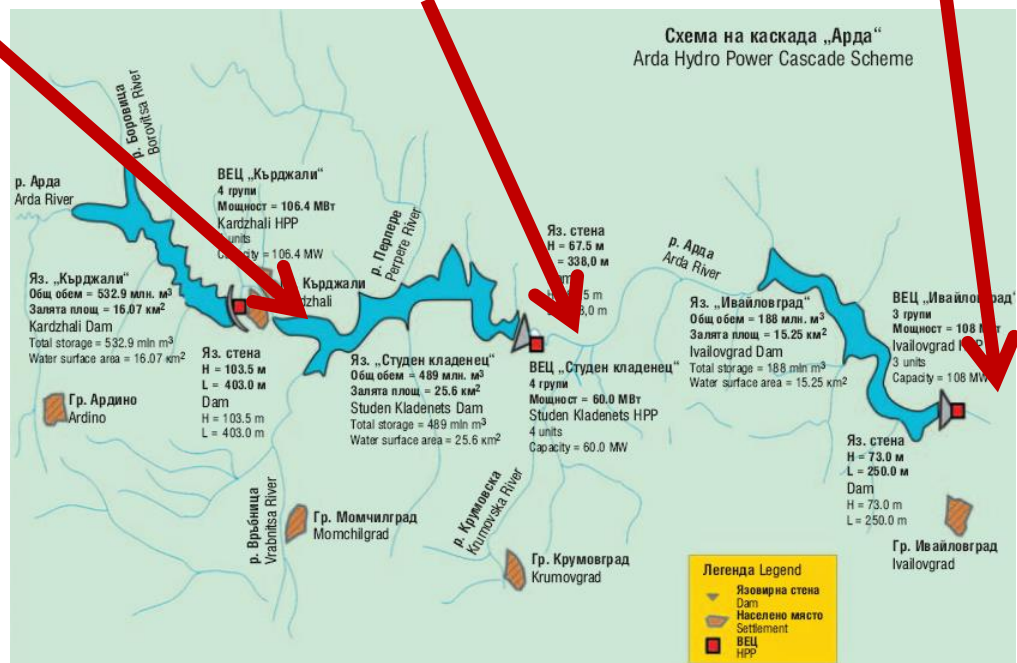 Схема на каскада „Арда“
Arda Hydro Power Cascade Scheme
р. Боровица
Borovitsa River
р. Арда
Arda River
ВЕЦ „Кърджали“
4 групи
Мощност = 106.4 МВт
Kardzhali HPP
units
Capacity = 106.4 MW
Яз. „Кърджали“
Общ обем = 532.9 млн. м³
Залята площ = 16.07 км²
Kardzhali Dam
Total storage = 532.9 mln m³
Water surface area = 16.07 км²
Кърджали
Яз. стена
H = 103.5 м
L = 403.0 м
Dam
H = 103.5 m
L = 403.0 m
Гр. Ардино
Ardino
р. Перпере
Perpere River
Яз. „Студен кладенец“
Общ обем = 489 млн. м³
Залята площ = 25.6 км²
Studen Kladenets Dam
Total storage = 489 mln m³
Water surface area = 25.6 км²
р. Върбница
Vrabnitsa River
Гр. Момчилград
Momchilgrad
Яз. стена
H = 67.5 м
= 338,0 м
ВЕЦ „Студен кладенец“
4 групи
Мощност = 60.0 МВт
Studen Kladenets HPP
4 units
Capacity = 60.0 MW
р. Крумовска
Krumovska River
Гр. Крумовград
Krumovgrad
р. Арда
Arda River
Яз. „Ивайловград“
Общ обем = 188 млн. м³
Залята площ = 15.25 км²
Ivailovgrad Dam
Total storage = 188 mln m³
Water surface area = 15.25 км²
ВЕЦ „Ивайловград“
3 групи
Мощност = 108 МВт
Ivailovgrad
3 units
Capacity = 108 MW
Яз. стена
H = 73.0 м
L = 250.0 м
Dam
H = 73.0 m
L = 250.0 m
Гр. Ивайловград
Ivailovgrad
Легенда Legend
Язовирна стена
Dam
Населено място
Settlement
ВЕЦ
HPP